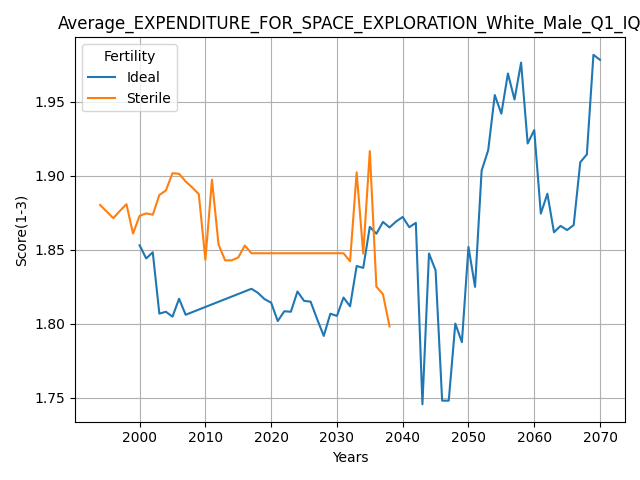 Average_EXPENDITURE_FOR_SPACE_EXPLORATION_White_Male_Q1_IQ
Fertility
Ideal
Sterile
1.95
1.90
1.85
1.80
1.75
Score(1-3)
2000 2010 2020 2030 2040 2050 2060 2070
Years